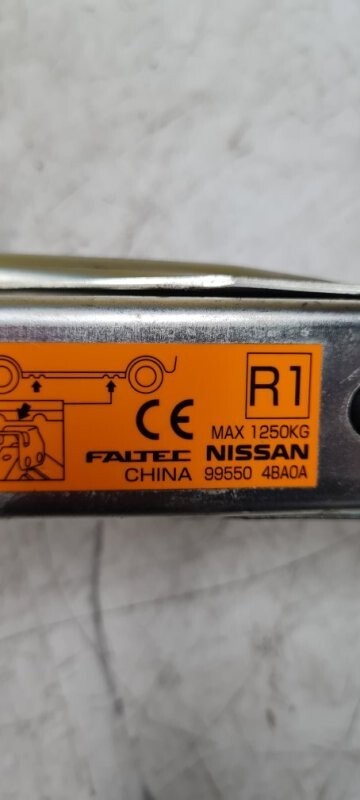 R1
CE
MAX 1250KG
FALTEC NISSAN
CHINA 99550 4BA0A